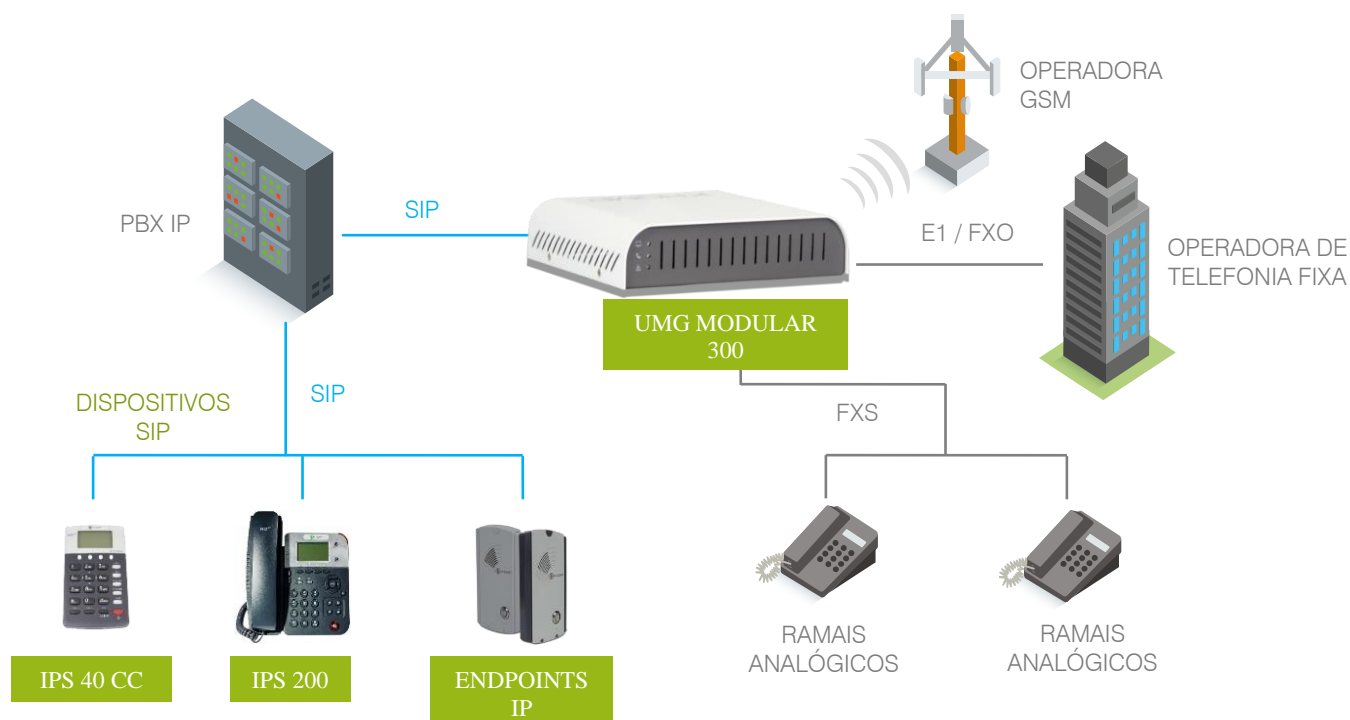 OPERADORA
GSM
PBX IP
SIP
E1 / FXO
OPERADORA DE
TELEFONIA FIXA
UMG MODULAR
300
DISPOSITIVOS
SIP
SIP
FXS
IPS 40 CC
IPS 200
ENDPOINTS
IP
RAMAIS
ANALÓGICOS
RAMAIS
ANALÓGICOS